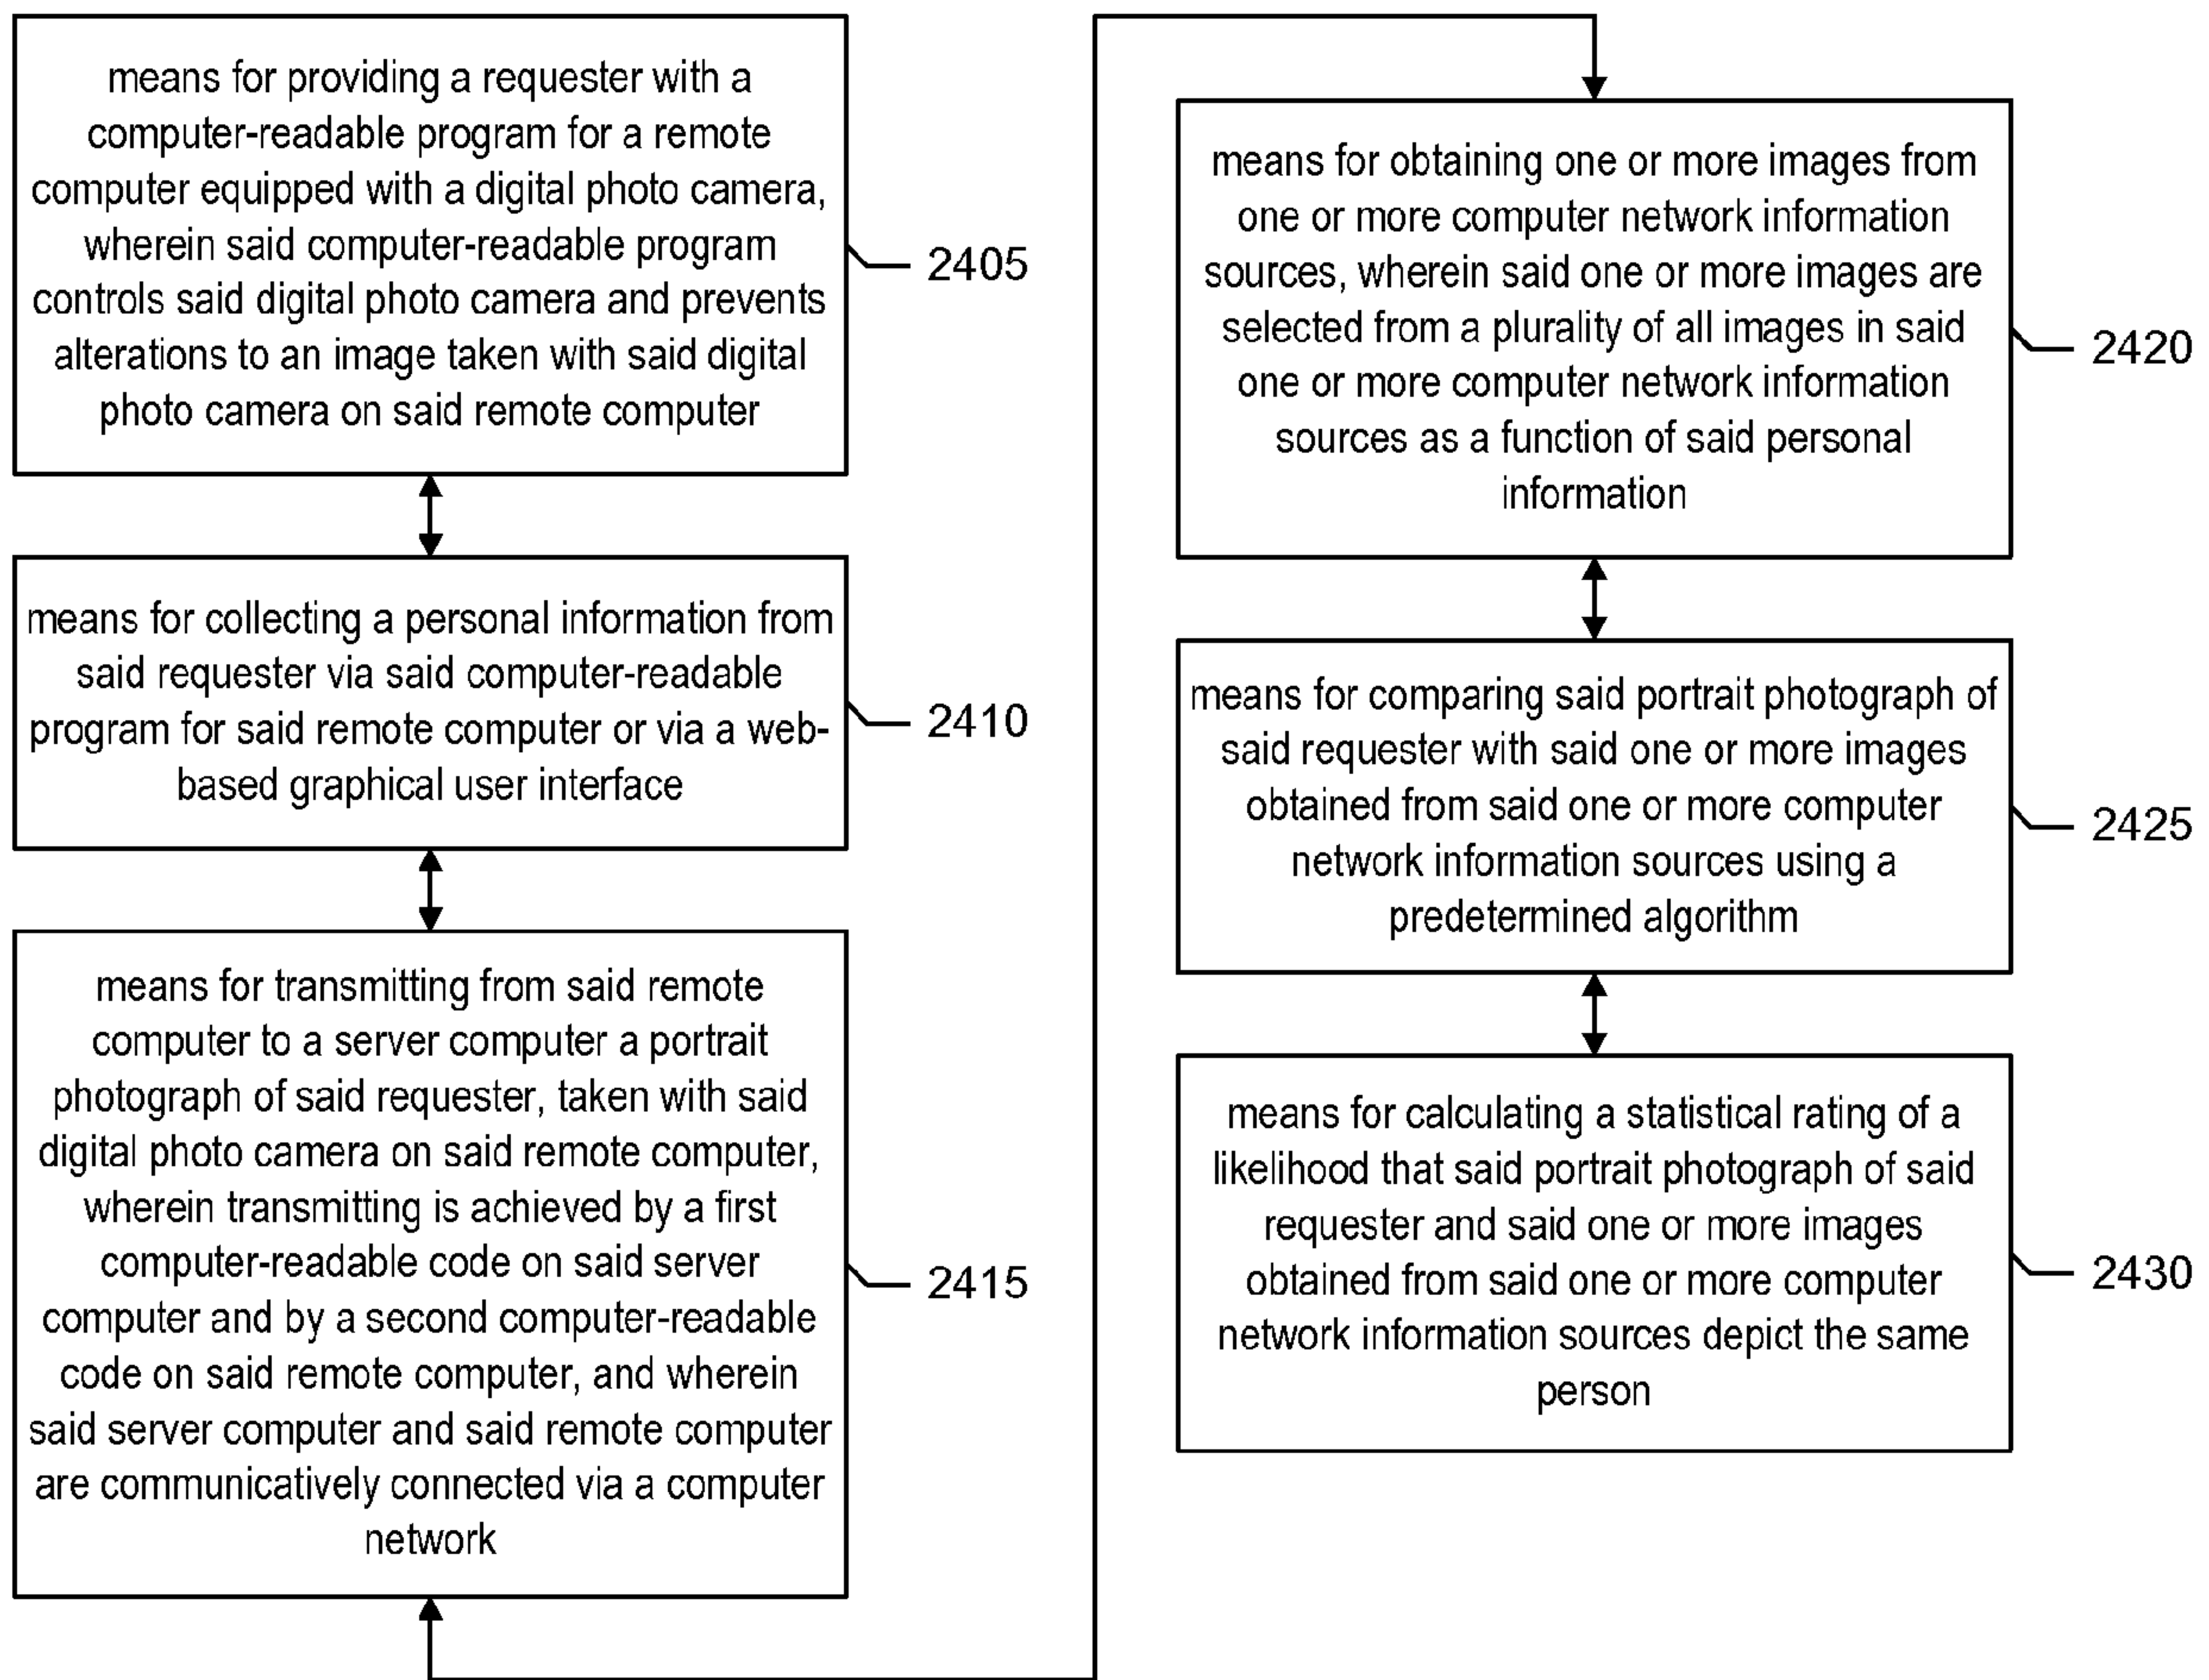 means for providing a requester with a
computer-readable program for a remote
computer equipped with a digital photo camera,
wherein said computer-readable program
controls said digital photo camera and prevents
alterations to an image taken with said digital
photo camera on said remote computer
2405
means for collecting a personal information from
said requester via said computer-readable
program for said remote computer or via a web-
based graphical user interface
2410
means for transmitting from said remote
computer to a server computer a portrait
photograph of said requester, taken with said
digital photo camera on said remote computer,
wherein transmitting is achieved by a first
computer-readable code on said server
computer and by a second computer-readable
code on said remote computer, and wherein
said server computer and said remote computer
are communicatively connected via a computer
network
2415
means for obtaining one or more images from
one or more computer network information
sources, wherein said one or more images are
selected from a plurality of all images in said
one or more computer network information
sources as a function of said personal
information
2420
means for comparing said portrait photograph of
said requester with said one or more images
obtained from said one or more computer
network information sources using a
predetermined algorithm
2425
means for calculating a statistical rating of a
likelihood that said portrait photograph of said
requester and said one or more images
obtained from said one or more computer
network information sources depict the same
person
2430